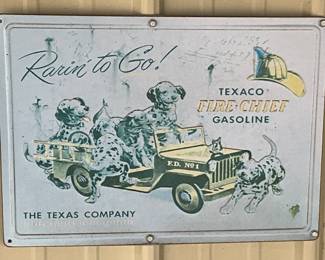 Rarin' to Go!
TEXACO
FIRE-CHIEF
GASOLINE
F.D. No 1
THE TEXAS COMPANY